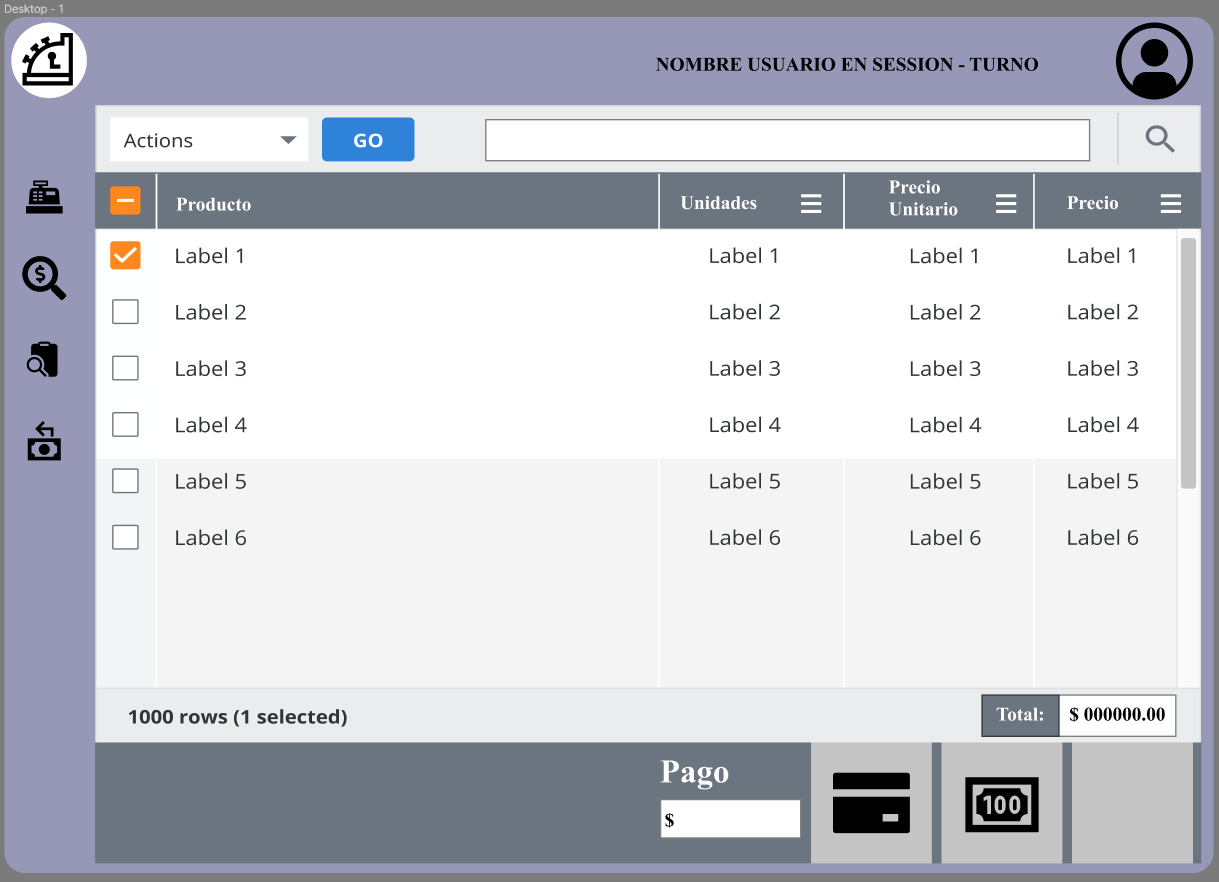 Desktop - 1
NOMBRE USUARIO EN SESSION - TURNO
Actions
GO
Producto
Unidades
Precio
Unitario
Precio
Label 1 Label 1 Label 1 Label 1
Label 2 Label 2 Label 2 Label 2
Label 3 Label 3 Label 3 Label 3
Label 4 Label 4 Label 4 Label 4
Label 5 Label 5 Label 5 Label 5
Label 6 Label 6 Label 6 Label 6
1000 rows (1 selected)
Total: $ 000000.00
Pago
$
100